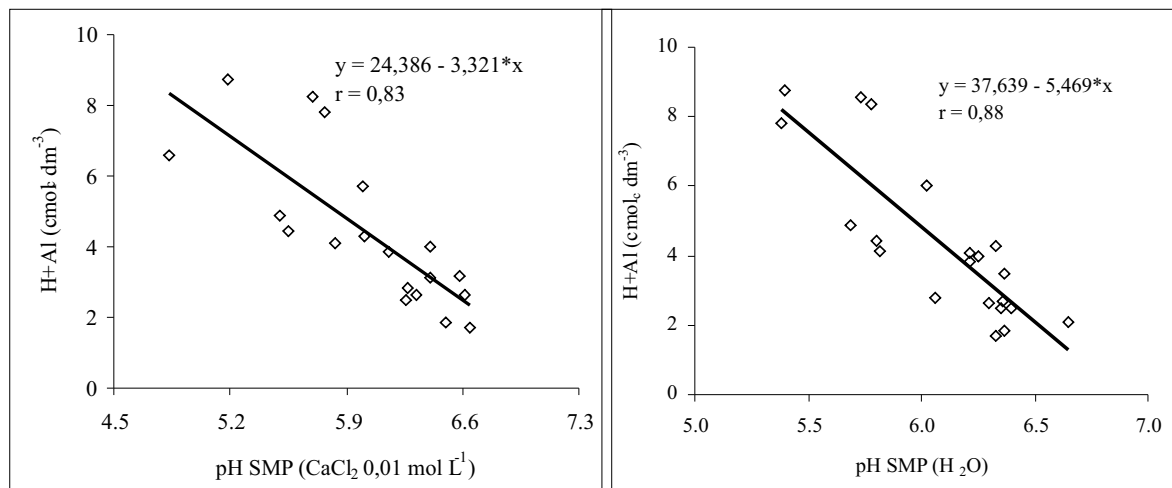 10
8
6
4
2
0
H+Al (cmolc dm-3)
y = 24,386 - 3,321*x
r = 0,83
4.5 5.2 5.9 6.6 7.3
pH SMP (CaCl2 0,01 mol L-1)
10
8
6
4
2
0
H+Al (cmolc dm-3)
y = 37,639 - 5,469*x
r = 0,88
5.0 5.5 6.0 6.5 7.0
pH SMP (H2O)